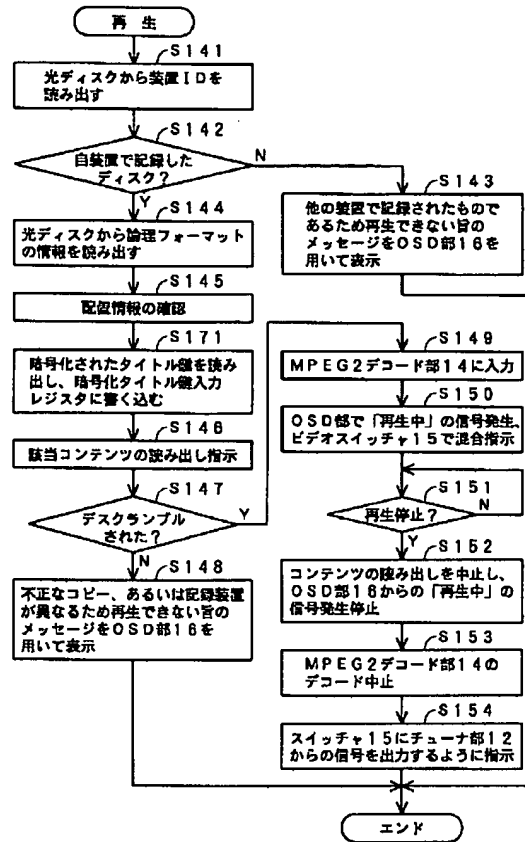 再 生
S141
光ディスクから装置IDを
読み出す
S142
自装置で記録した
ディスク?
N
Y
S143
他の装置で記録されたもので
あるため再生できない旨の
メッセージをOSD部16を
用いて表示
S144
光ディスクから論理フォーマット
の情報を読み出す
S145
配置情報の確認
S171
暗号化されたタイトル鍵を読み
出し、暗号化タイトル鍵入力
レジスタに書く込む
S146
該当コンテンツの読み出し指示
S147
デスクランブル
された?
Y
N
S148
不正なコピー、あるいは記録装置
が異なるため再生できない旨の
メッセージをOSD部16を
用いて表示
S149
MPEG2デコード部14に入力
S150
OSD部で「再生中」の信号発生、
ビデオスイッチャ15で混合指示
S151
再生停止?
N
Y
S152
コンテンツの読み出しを中止し、
OSD部16からの「再生中」の
信号発生停止
S153
MPEG2デコード部14の
デコード中止
S154
スイッチャ15にチューナ部12
からの信号を出力するように指示
エンド